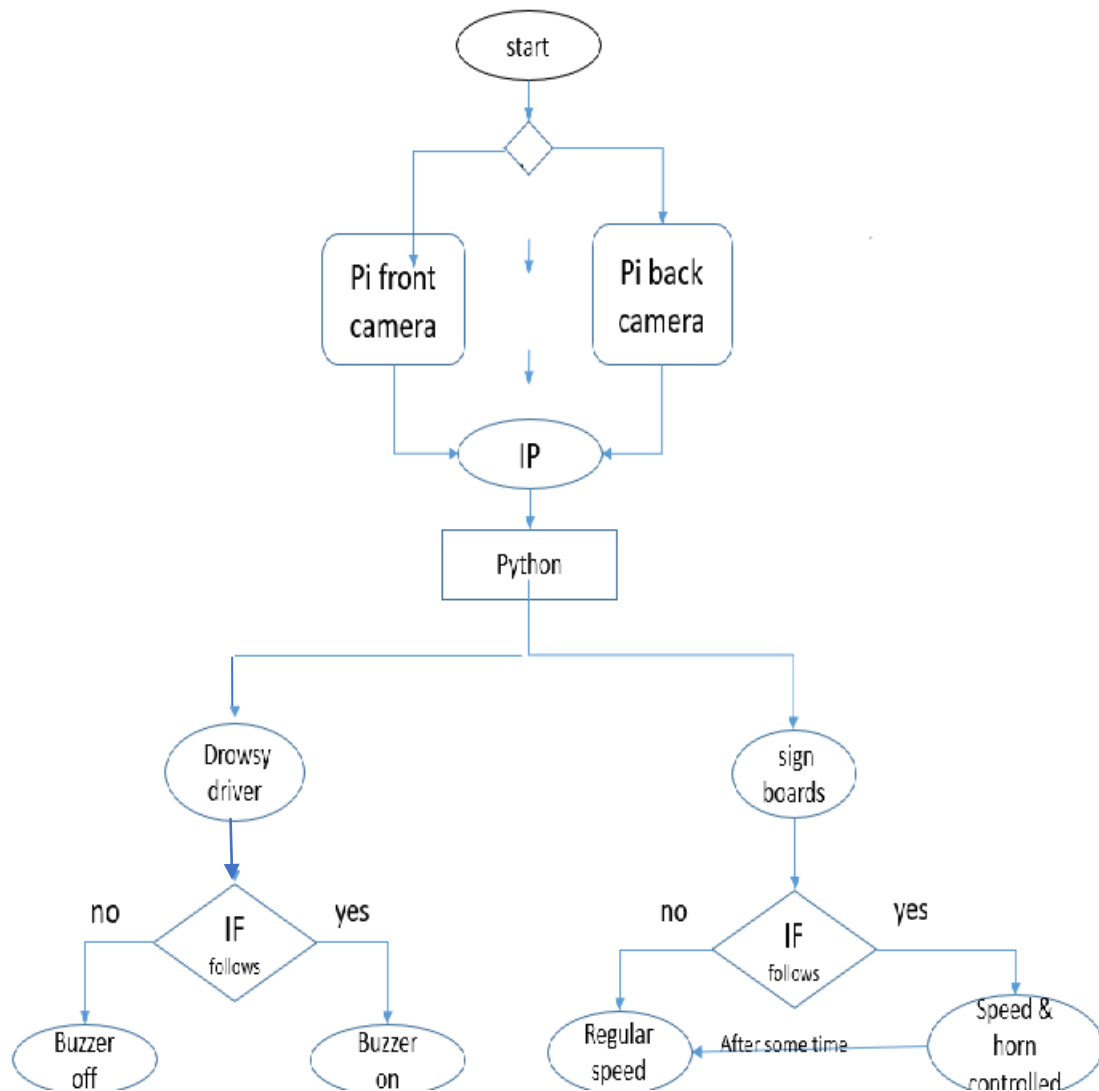 start
Pi front
camera
Pi back
camera
IP
Python
Drowsy
driver
sign
boards
no
yes
IF
follows
no
yes
IF
follows
Buzzer
off
Buzzer
on
Regular
speed
After some time
Speed &
horn
controlled